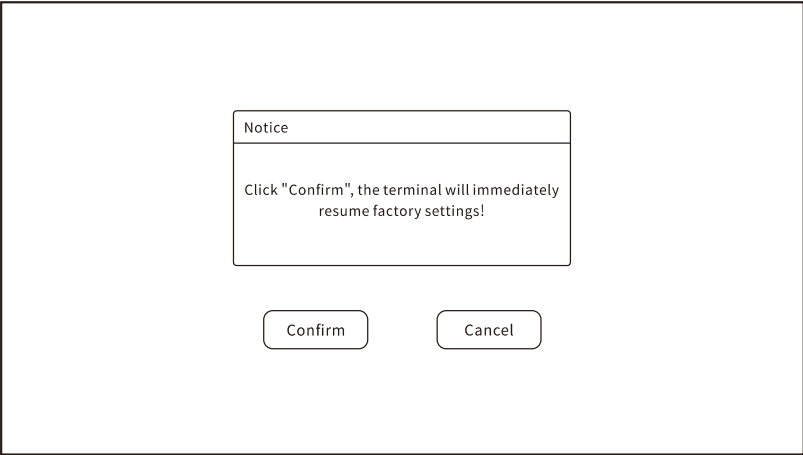 Notice
Click "Confirm", the terminal will immediately
resume factory settings!
Confirm
Cancel